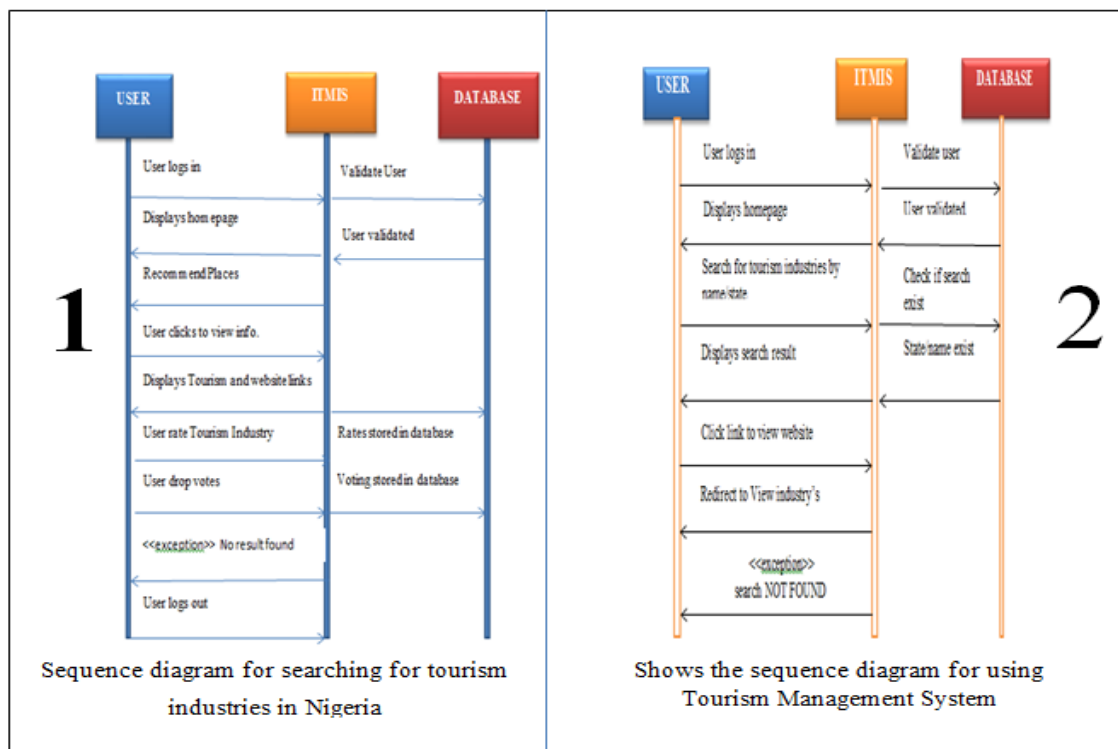 1
USER
ITMIS
DATABASE
User logs in
Validate User
Displays homepage
User validated
Recommend Places
User clicks to view info.
Displays Tourism and website links
User rate Tourism Industry
Rates stored in database
User drop votes
Voting stored in database
<<exception>> No result found
User logs out
Sequence diagram for searching for tourism
industries in Nigeria
2
USER
ITMIS
DATABASE
User logs in
Validate user
Displays homepage
User validated
Search for tourism industries by
name/state
Check if search
exist
Displays search result
State/name exist
Click link to view website
Redirect to View industry's
<<exception>>
search NOT FOUND
Shows the sequence diagram for using
Tourism Management System